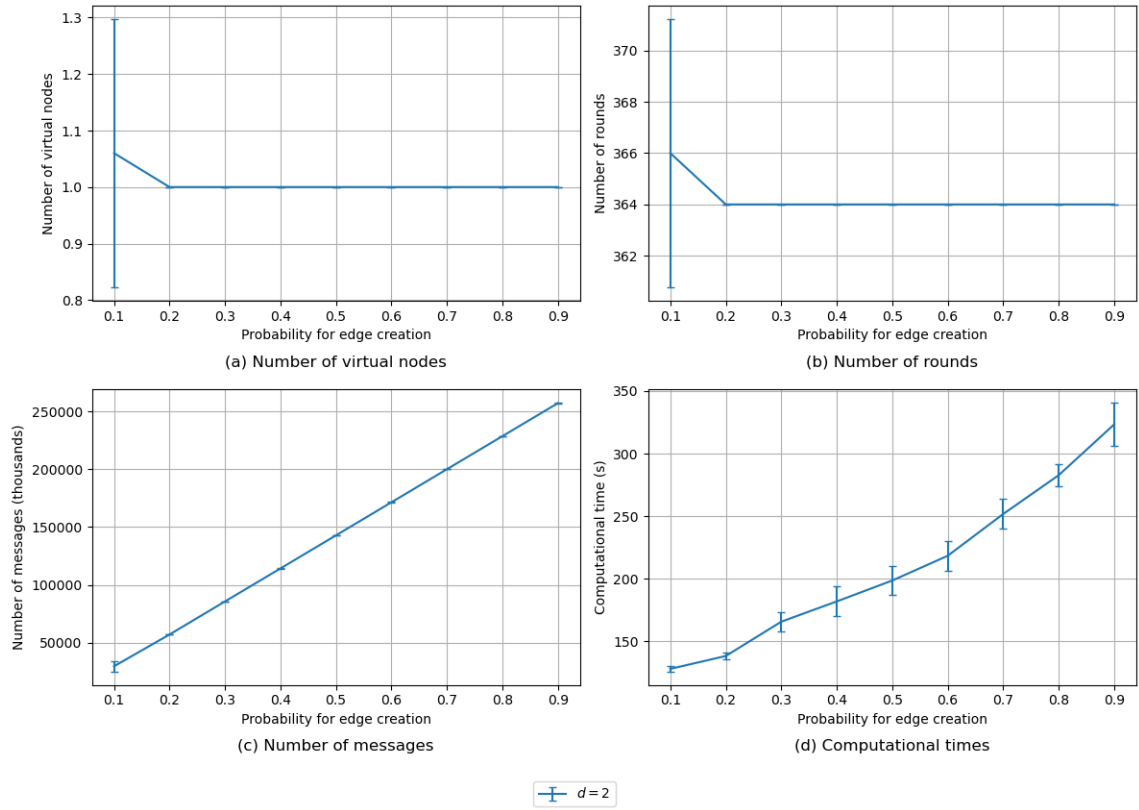 1.3
1.2
1.1
1.0
0.9
0.8
Number of virtual nodes
0.1 0.2 0.3 0.4 0.5 0.6 0.7 0.8 0.9
Probability for edge creation
(a) Number of virtual nodes
370
368
366
364
362
Number of rounds
0.1 0.2 0.3 0.4 0.5 0.6 0.7 0.8 0.9
Probability for edge creation
(b) Number of rounds
250000
200000
150000
100000
50000
Number of messages (thousands)
0.1 0.2 0.3 0.4 0.5 0.6 0.7 0.8 0.9
Probability for edge creation
(c) Number of messages
350
300
250
200
150
Computational time (s)
0.1 0.2 0.3 0.4 0.5 0.6 0.7 0.8 0.9
Probability for edge creation
(d) Computational times
d = 2